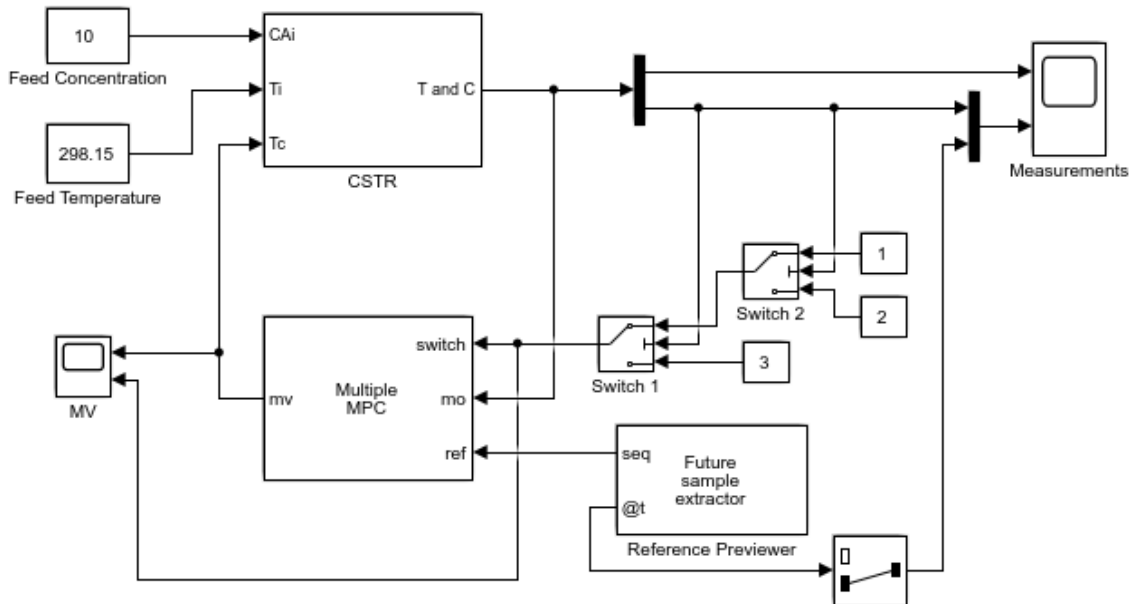 10
Feed Concentration
298.15
Feed Temperature
CAi
Ti
Tc
T and C
CSTR
Measurements
1
2
Switch 2
3
Switch 1
MV
mv
Multiple
MPC
switch
mo
ref
seq
@t
Future
sample
extractor
Reference Previewer